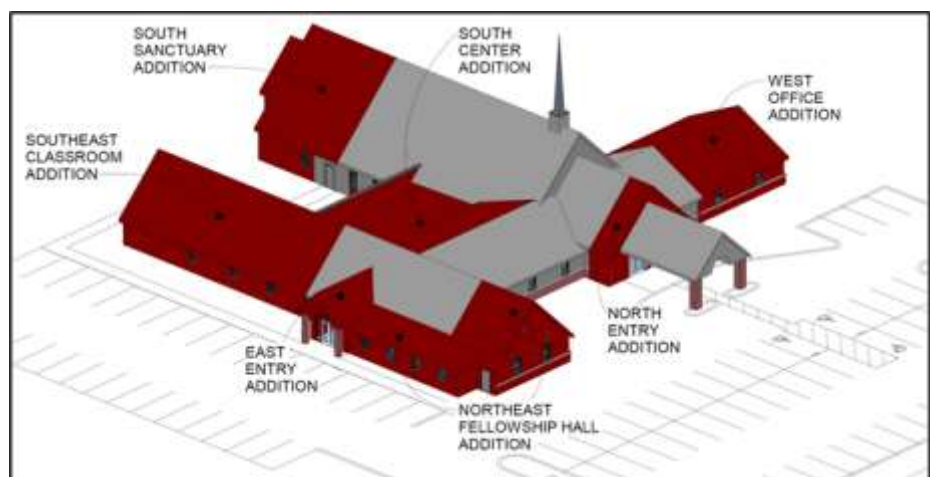 SOUTH
SANCTUARY
ADDITION
SOUTH
CENTER
ADDITION
WEST
OFFICE
ADDITION
SOUTHEAST
CLASSROOM
ADDITION
NORTH
ENTRY
ADDITION
EAST
ENTRY
ADDITION
NORTHEAST
FELLOWSHIP HALL
ADDITION